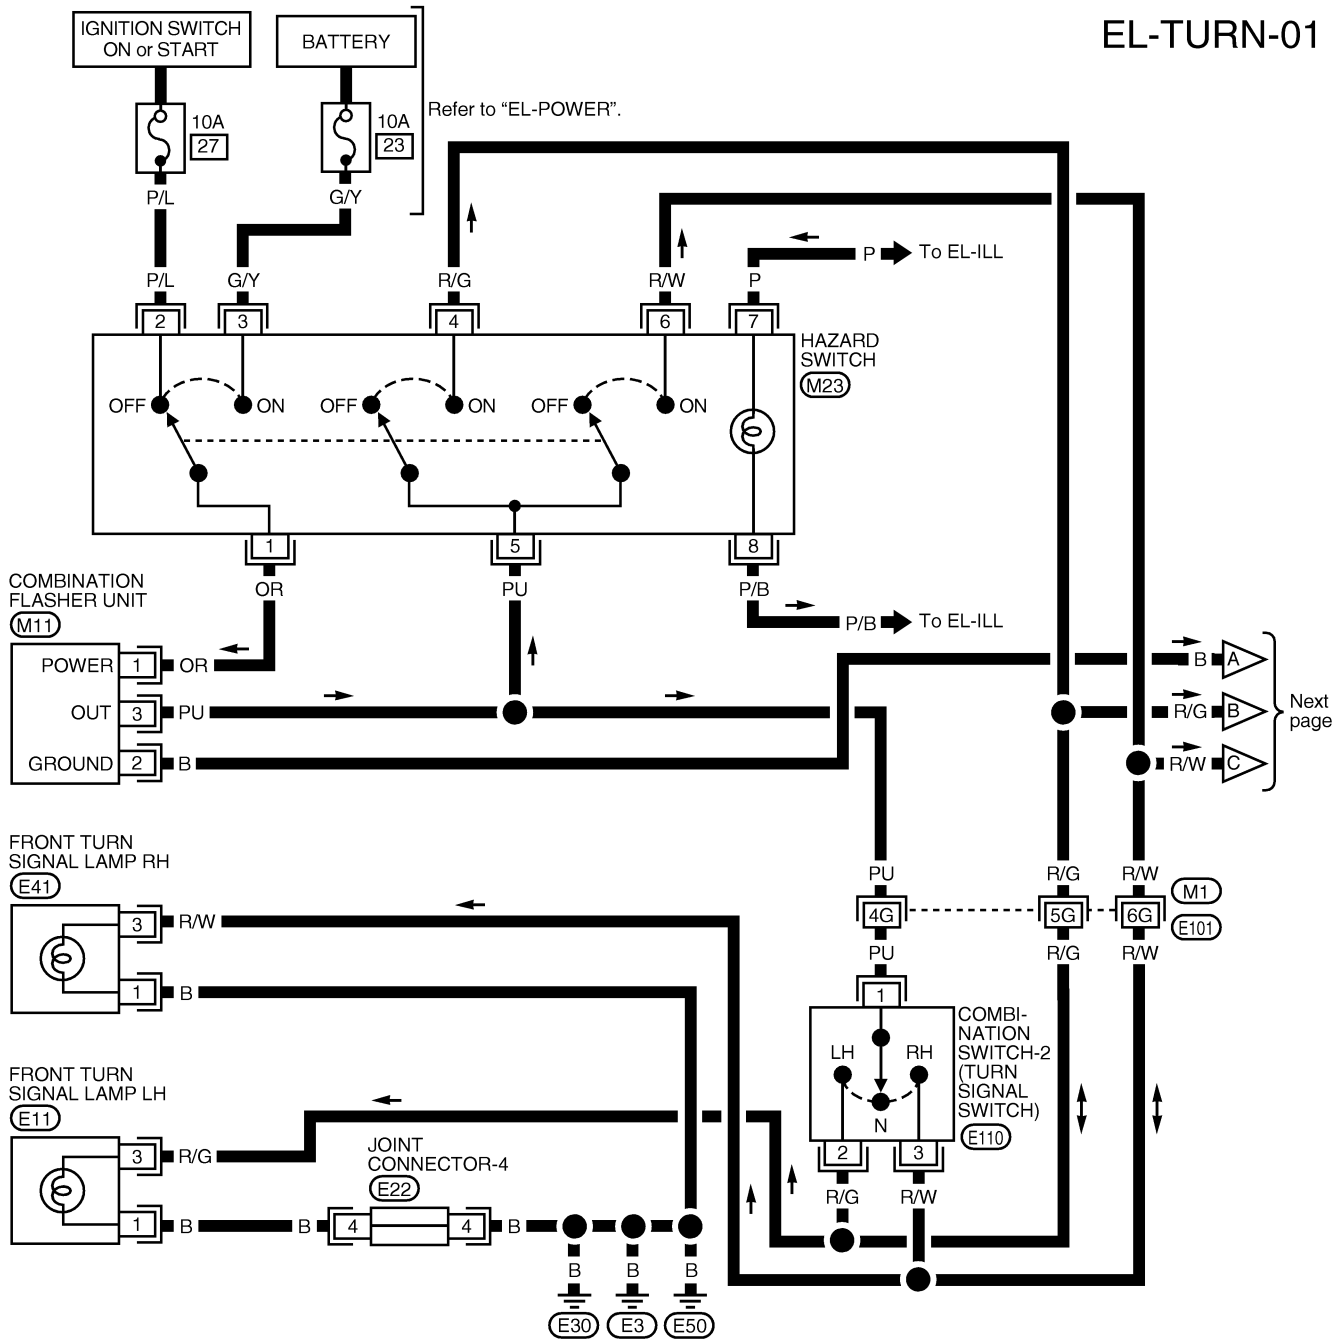 EL-TURN-01
IGNITION SWITCH
ON or START
BATTERY
Refer to “EL-POWER”.
10A
27
10A
23
P/L
G/Y
P
To EL-ILL
P/L
G/Y
R/G
R/W
P
2
3
4
6
7
HAZARD
SWITCH
M23
OFF
ON
OFF
ON
OFF
ON
1
5
8
OR
PU
P/B
P/B
To EL-ILL
COMBINATION
FLASHER UNIT
M11
POWER
1
OR
B
A
OUT
3
PU
R/G
B
GROUND
2
B
R/W
C
Next
page
FRONT TURN
SIGNAL LAMP RH
E41
PU
R/G
R/W
M1
3
R/W
4G
5G
6G
E101
PU
R/G
R/W
1
B
1
COMBI-
NATION
SWITCH-2
(TURN
SIGNAL
SWITCH)
E110
LH
RH
N
FRONT TURN
SIGNAL LAMP LH
E11
3
R/G
JOINT
CONNECTOR-4
E22
2
3
R/G
R/W
1
B
B
4
4
B
B
B
B
E30
E3
E50